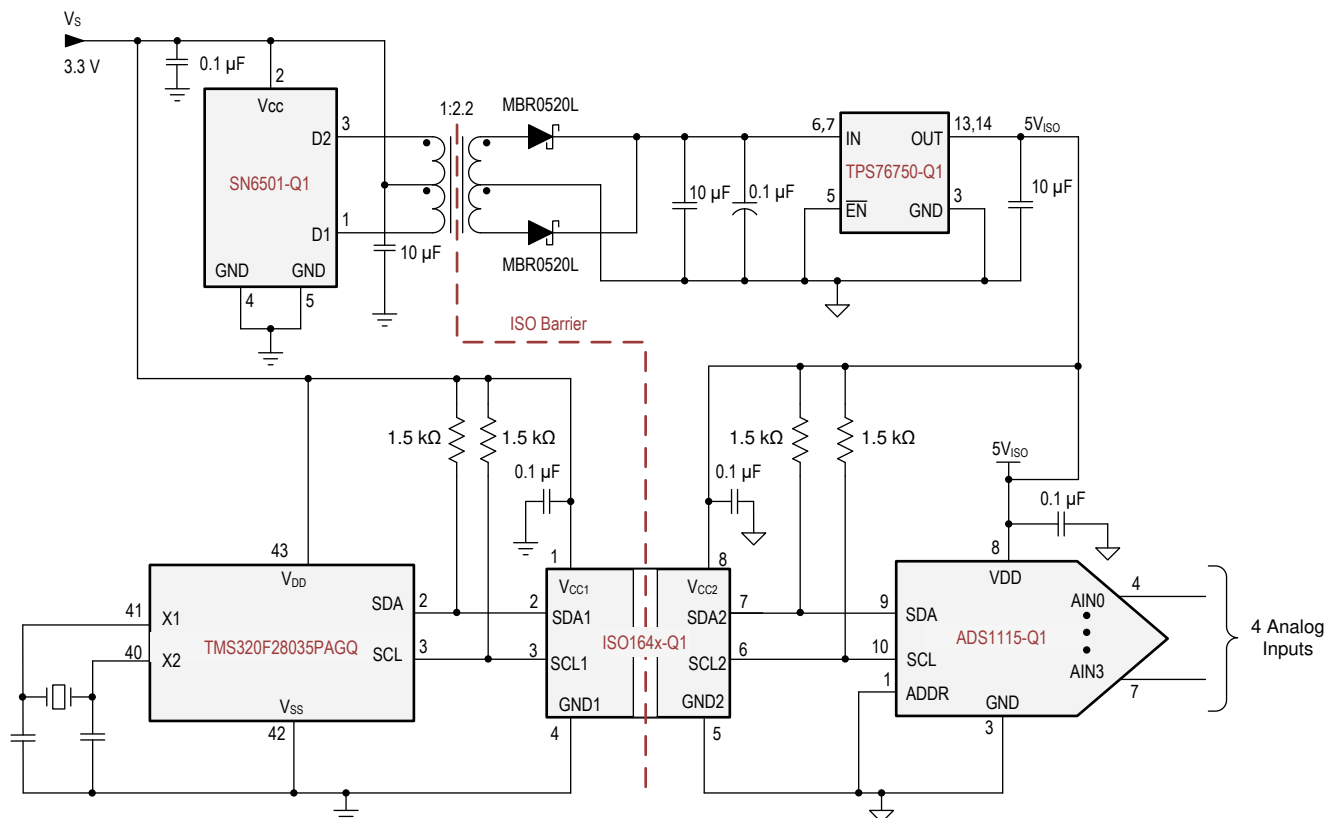 VS
3.3 V
0.1 µF
2
Vcc
D2
3
SN6501-Q1
D1
1
GND
GND
4
5
1:2.2
10 µF
MBR0520L
MBR0520L
10 µF
0.1 µF
6,7
IN
OUT
13,14
5VISO
TPS76750-Q1
5
EN
GND
3
10 µF
ISO Barrier
1.5 kΩ
1.5 kΩ
0.1 µF
1.5 kΩ
1.5 kΩ
0.1 µF
5VISO
0.1 µF
43
VDD
41
X1
40
X2
TMS320F28035PAGQ
SDA
2
SCL
3
VSS
42
1
VCC1
2
SDA1
3
SCL1
GND1
4
ISO164x-Q1
8
VCC2
SDA2
7
SCL2
6
GND2
5
8
VDD
9
SDA
10
SCL
1
ADDR
ADS1115-Q1
AIN0
4
AIN3
7
GND
3
4 Analog
Inputs